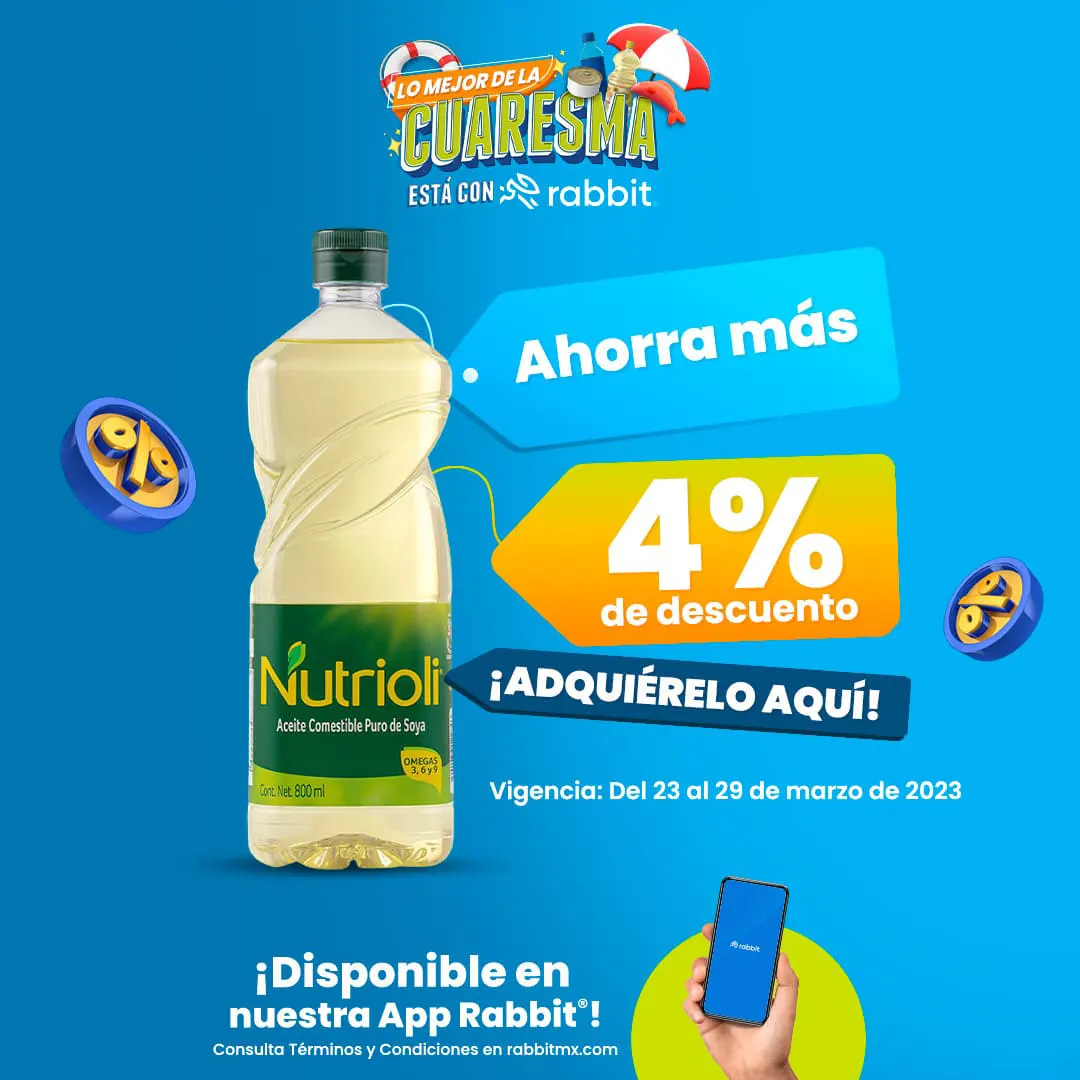 LO MEJOR DE LA
CUARESMA
ESTÁ CON rabbit
Ahorra más
4%
de descuento
¡ADQUIÉRELO AQUÍ!
Nutrioli
Aceite Comestible Puro de Soya
OMEGAS
3, 6 y 9
Cont. Net. 800 ml
Vigencia: Del 23 al 29 de marzo de 2023
rabbit
¡Disponible en
nuestra App Rabbit®!
Consulta Términos y Condiciones en rabbitmx.com